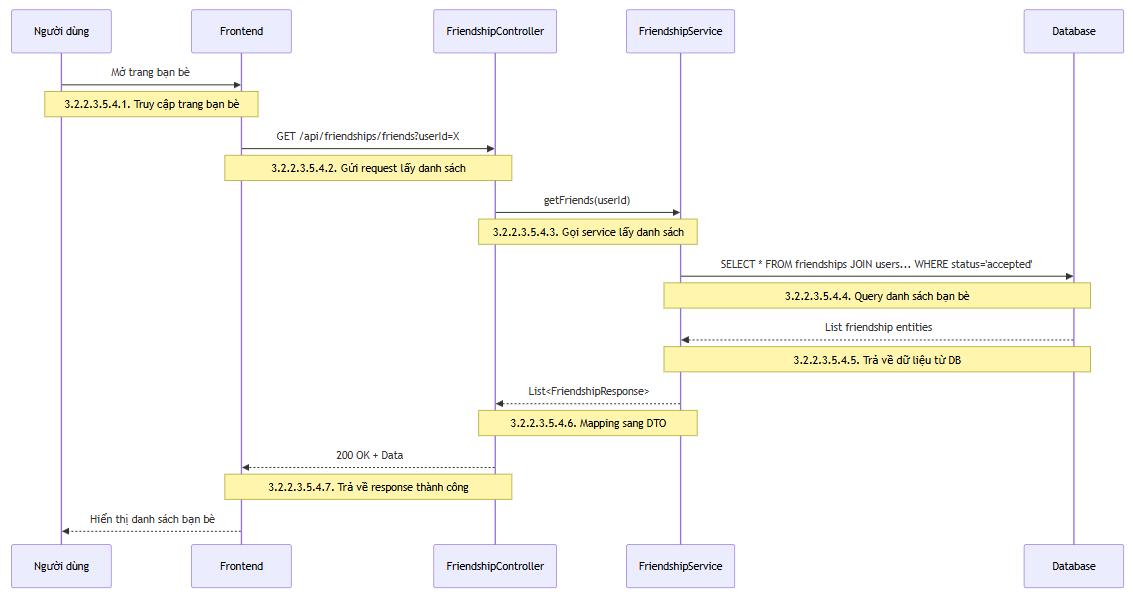 Người dùng
Frontend
FriendshipController
FriendshipService
Database
Mở trang bạn bè
3.2.2.3.5.4.1. Truy cập trang bạn bè
GET /api/friendships/friends?userId=X
3.2.2.3.5.4.2. Gửi request lấy danh sách
getFriends(userId)
3.2.2.3.5.4.3. Gọi service lấy danh sách
SELECT * FROM friendships JOIN users... WHERE status='accepted'
3.2.2.3.5.4.4. Query danh sách bạn bè
List friendship entities
3.2.2.3.5.4.5. Trả về dữ liệu từ DB
List<FriendshipResponse>
3.2.2.3.5.4.6. Mapping sang DTO
200 OK + Data
3.2.2.3.5.4.7. Trả về response thành công
Hiển thị danh sách bạn bè
Người dùng
Frontend
FriendshipController
FriendshipService
Database